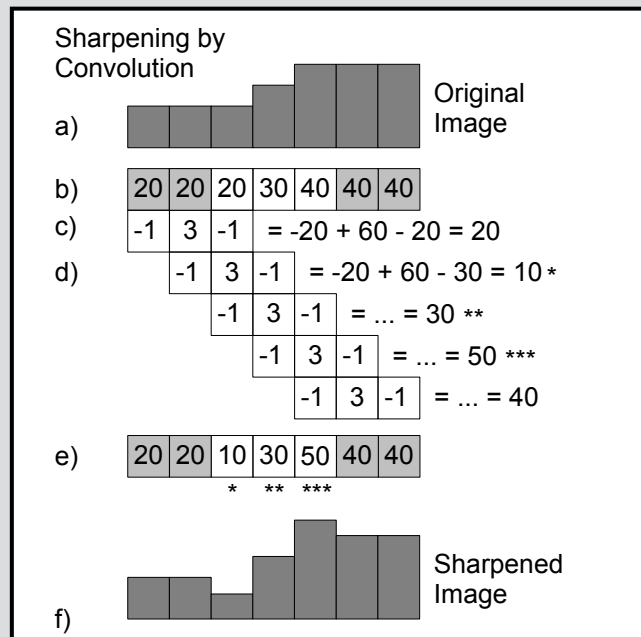 Sharpening by
Convolution
Original
Image
a)
b) 20 20 20 30 40 40 40
c) -1 3 -1 = -20 + 60 - 20 = 20
d) -1 3 -1 = -20 + 60 - 30 = 10 *
-1 3 -1 = ... = 30 **
-1 3 -1 = ... = 50 ***
-1 3 -1 = ... = 40
e) 20 20 10 30 50 40 40
* ** ***
Sharpened
Image
f)